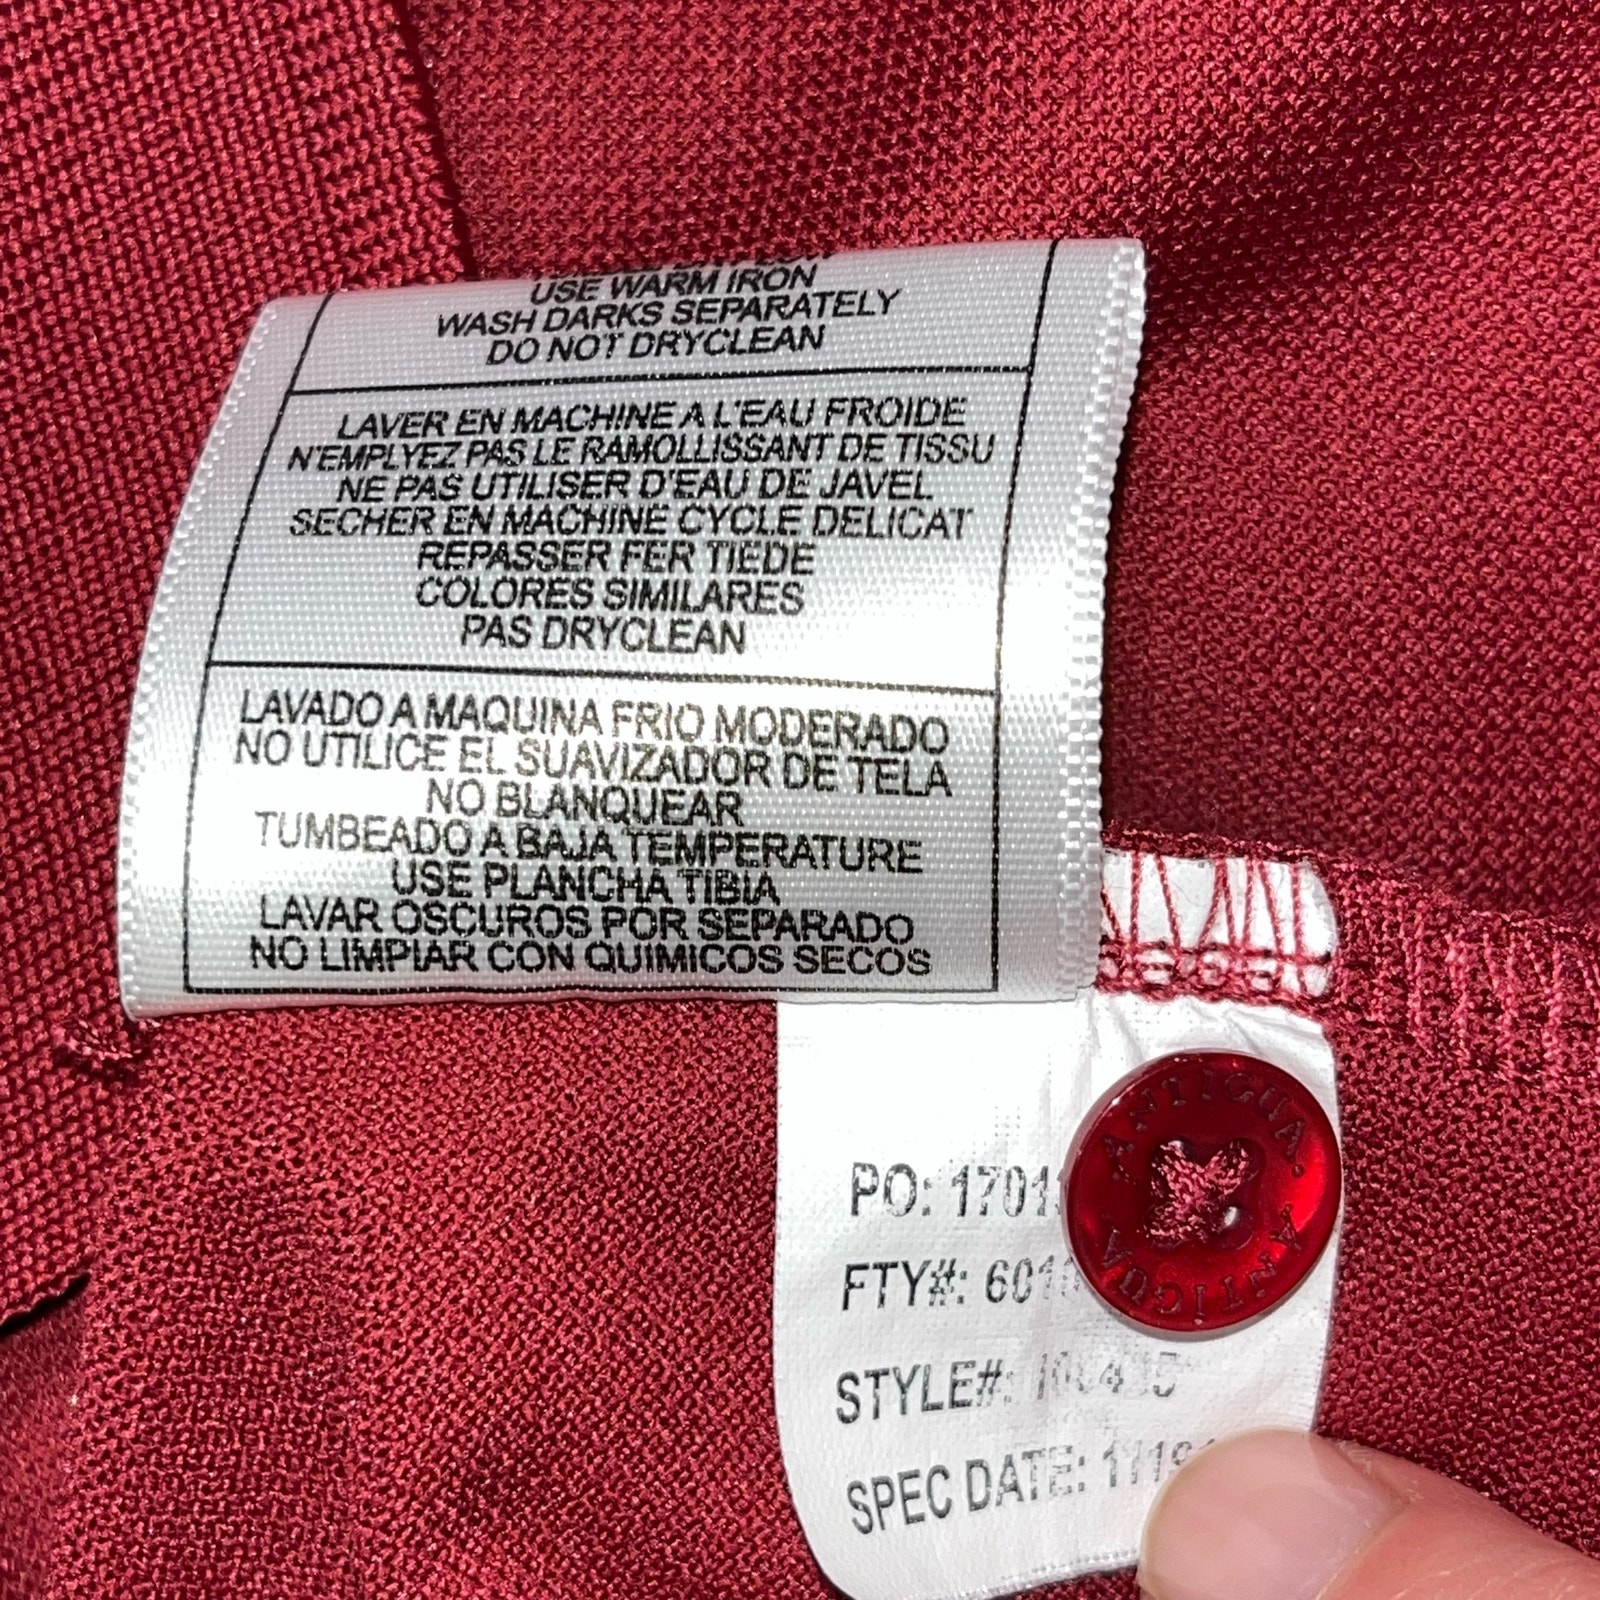 USE WARM IRON
WASH DARKS SEPARATELY
DO NOT DRYCLEAN
LAVER EN MACHINE A L'EAU FROIDE
N'EMPLYEZ PAS LE RAMOLLISSANT DE TISSU
NE PAS UTILISER D'EAU DE JAVEL
SECHER EN MACHINE CYCLE DELICAT
REPASSER FER TIEDE
COLORES SIMILARES
PAS DRYCLEAN
LAVADO A MAQUINA FRIO MODERADO
NO UTILICE EL SUAVIZADOR DE TELA
NO BLANQUEAR
TUMBEADO A BAJA TEMPERATURE
USE PLANCHA TIBIA
LAVAR OSCUROS POR SEPARADO
NO LIMPIAR CON QUIMICOS SECOS
ANTIGUA · ANTIGUA ·
PO:
FTY#:
STYLE#:
SPEC DATE: